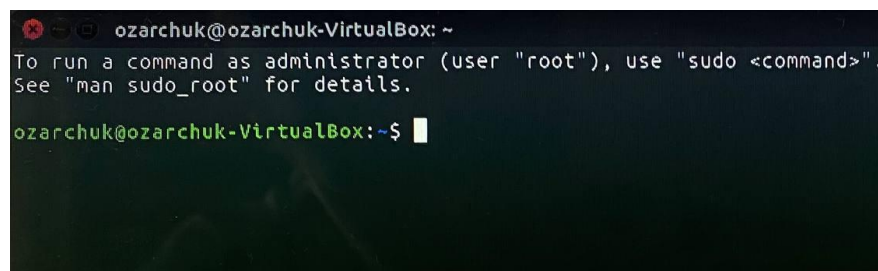 ozarchuk@ozarchuk-VirtualBox: ~
To run a command as administrator (user "root"), use "sudo <command>".
See "man sudo_root" for details.
ozarchuk@ozarchuk-VirtualBox:~$